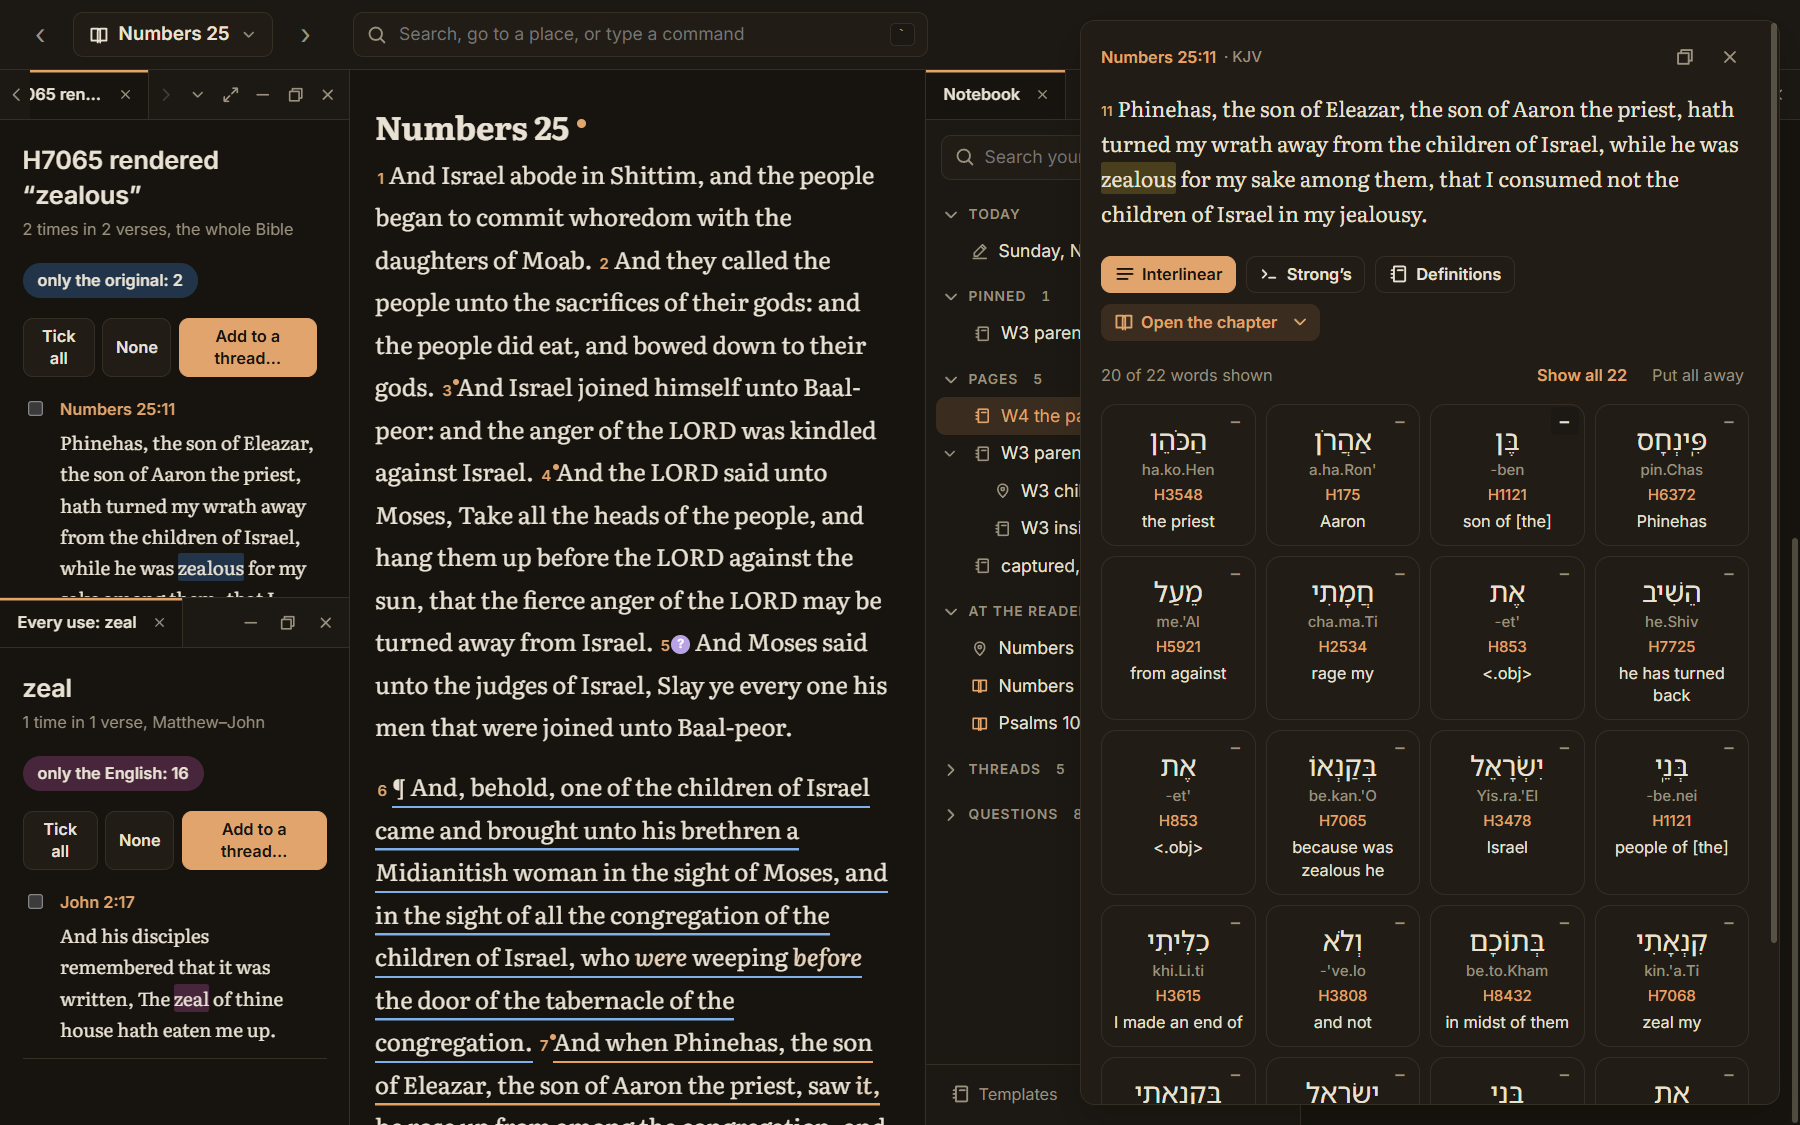 Numbers 25
Search, go to a place, or type a command
`
065 ren...
H7065 rendered
“zealous”
2 times in 2 verses, the whole Bible
only the original: 2
Tick all
None
Add to a thread...
Numbers 25:11
Phinehas, the son of Eleazar,
the son of Aaron the priest,
hath turned my wrath away
from the children of Israel,
while he was zealous for my
Every use: zeal
zeal
1 time in 1 verse, Matthew–John
only the English: 16
Tick all
None
Add to a thread...
John 2:17
And his disciples
remembered that it was
written, The zeal of thine
house hath eaten me up.
Numbers 25
1 And Israel abode in Shittim, and the people
began to commit whoredom with the
daughters of Moab. 2 And they called the
people unto the sacrifices of their gods: and
the people did eat, and bowed down to their
gods. 3 And Israel joined himself unto Baal-
peor: and the anger of the LORD was kindled
against Israel. 4 And the LORD said unto
Moses, Take all the heads of the people, and
hang them up before the LORD against the
sun, that the fierce anger of the LORD may be
turned away from Israel. 5 ? And Moses said
unto the judges of Israel, Slay ye every one his
men that were joined unto Baal-peor.
6 ¶ And, behold, one of the children of Israel
came and brought unto his brethren a
Midianitish woman in the sight of Moses, and
in the sight of all the congregation of the
children of Israel, who were weeping before
the door of the tabernacle of the
congregation. 7 And when Phinehas, the son
of Eleazar, the son of Aaron the priest, saw it,
he rose up from among the congregation, and
Notebook
Search your
TODAY
Sunday,
PINNED 1
W3 paren
PAGES 5
W4 the pa
W3 paren
W3 chil
W3 insi
captured,
AT THE READE
Numbers
Numbers
Psalms 10
THREADS 5
QUESTIONS 8
Templates
Numbers 25:11 · KJV
11 Phinehas, the son of Eleazar, the son of Aaron the priest, hath
turned my wrath away from the children of Israel, while he was
zealous for my sake among them, that I consumed not the
children of Israel in my jealousy.
Interlinear
Strong’s
Definitions
Open the chapter
20 of 22 words shown
Show all 22
Put all away
הַכֹּהֵן אַהֲרֹן בֶּן פִּינְחָס
ha.ko.Hen a.ha.Ron' -ben pin.Chas
H3548 H175 H1121 H6372
the priest Aaron son of [the] Phinehas
מֵעַל חֲמָתִי אֶת הֵשִׁיב
me.'Al cha.ma.Ti -et' he.Shiv
H5921 H2534 H853 H7725
from against rage my <.obj> he has turned back
אֶת בְּקַנְאוֹ יִשְׂרָאֵל בְּנֵי
-et' be.kan.'O Yis.ra.'El -be.nei
H853 H7065 H3478 H1121
<.obj> because was zealous he Israel people of [the]
כִלִּיתִי וְלֹא בְּתוֹכָם קִנְאָתִי
khi.Li.ti -'ve.lo be.to.Kham kin.'a.Ti
H3615 H3808 H8432 H7068
I made an end of and not in midst of them zeal my
בקנאתי ישראל בני את